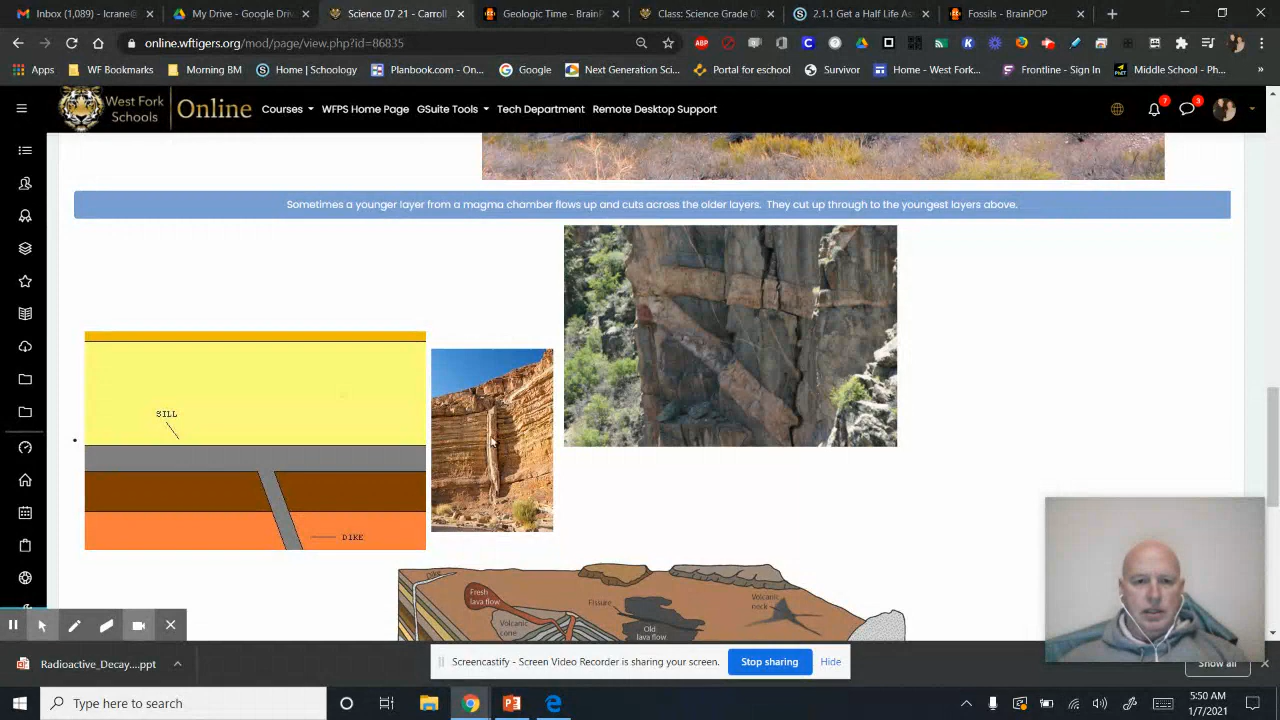 Inbox (1,089) - lcrane@
My Drive - Google Dri
Science 07 21 - Carroll
Geologic Time - BrainP
Class: Science Grade 0
2.1.1 Get a Half Life As
Fossils - BrainPOP
online.wftigers.org/mod/page/view.php?id=86835
Apps
WF Bookmarks
Morning BM
Home | Schoology
Planbook.com - On...
Google
Next Generation Sci...
Portal for eschool
Survivor
Home - West Fork...
Frontline - Sign In
Middle School - Ph...
West Fork
Schools
Online
Courses
WFPS Home Page
GSuite Tools
Tech Department
Remote Desktop Support
7
3
Sometimes a younger layer from a magma chamber flows up and cuts across the older layers. They cut up through to the youngest layers above.
SILL
DIKE
Fresh
lava flow
Volcanic
cone
Fissure
Old
lava flow
Volcanic
neck
Radioactive_Decay....ppt
Screencastify - Screen Video Recorder is sharing your screen.
Stop sharing
Hide
Show all
Type here to search
5:50 AM
1/7/2021